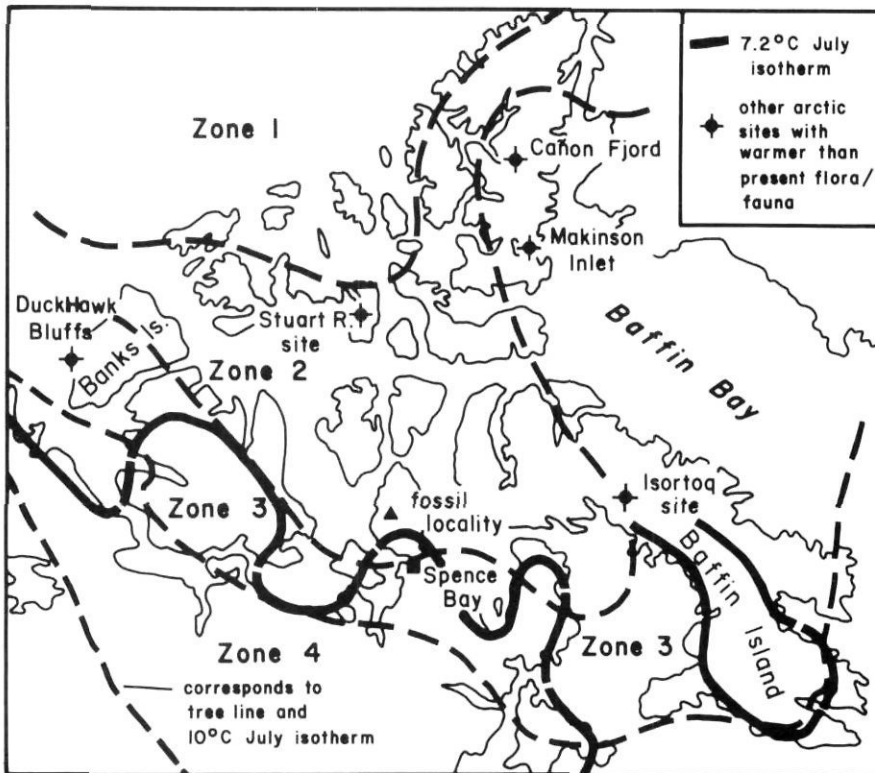 7.2°C July
isotherm
other arctic
sites with
warmer than
present flora/
fauna
Zone 1
Cañon Fjord
Makinson
Inlet
DuckHawk
Bluffs
Banks Is.
Stuart R.
site
Zone 2
Baffin Bay
Zone 3
fossil
locality
Isortoq
site
Spence
Bay
Baffin Island
Zone 3
Zone 4
corresponds to
tree line and
10°C July isotherm